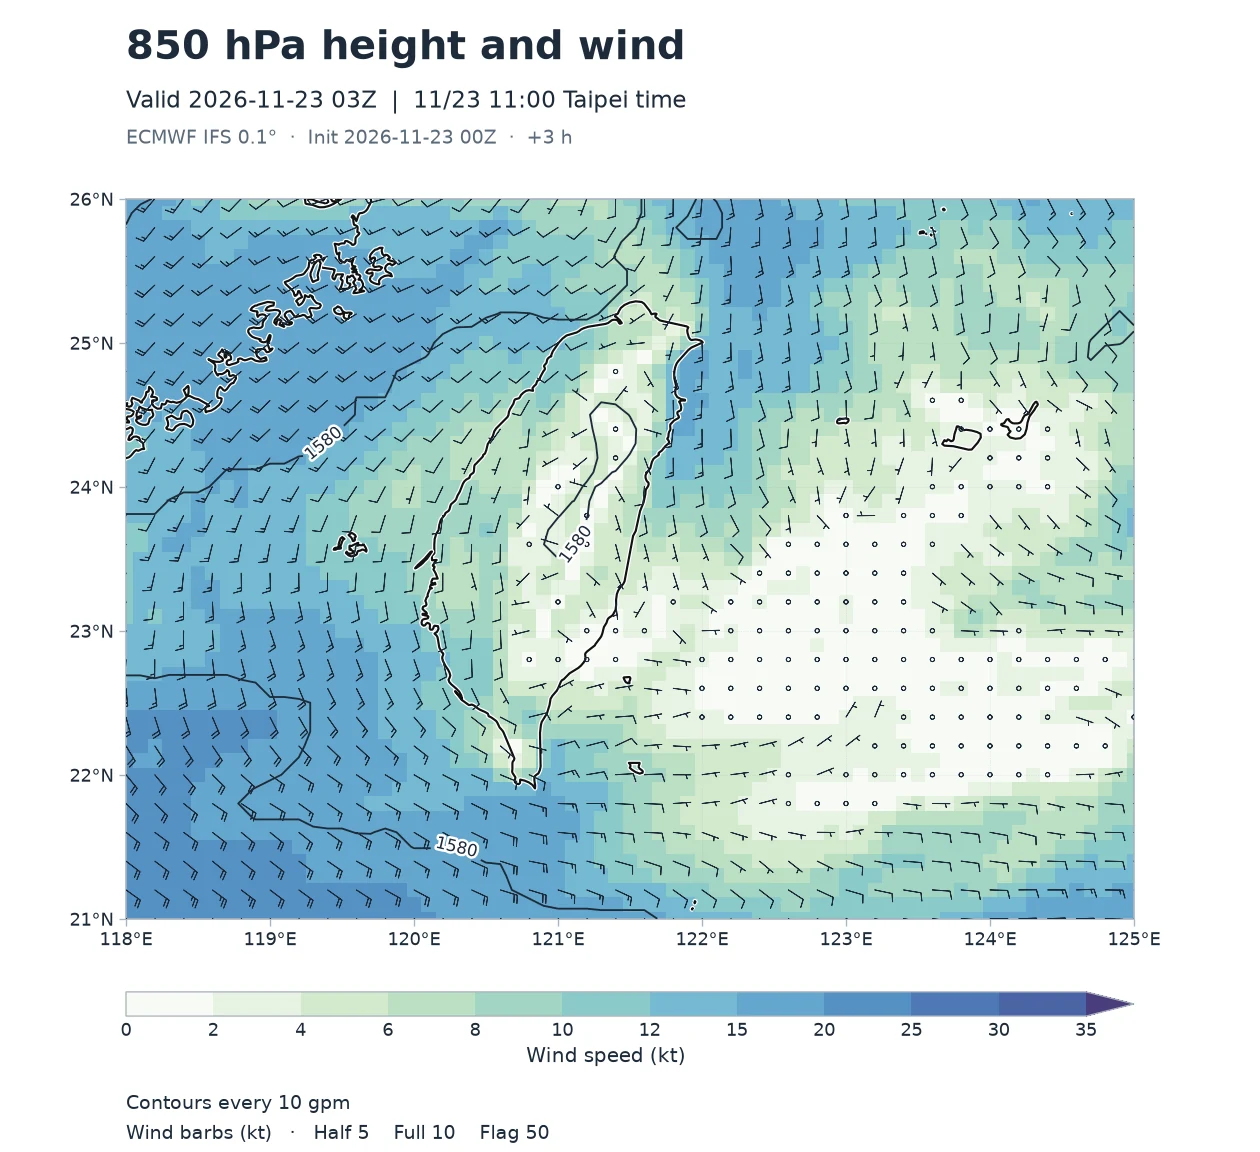 850 hPa height and wind
Valid 2026-11-23 03Z | 11/23 11:00 Taipei time
ECMWF IFS 0.1° · Init 2026-11-23 00Z · +3 h
26°N
25°N
1580
24°N
1580
23°N
22°N
1580
21°N
118°E 119°E 120°E 121°E 122°E 123°E 124°E 125°E
0 2 4 6 8 10 12 15 20 25 30 35
Wind speed (kt)
Contours every 10 gpm
Wind barbs (kt) · Half 5 Full 10 Flag 50